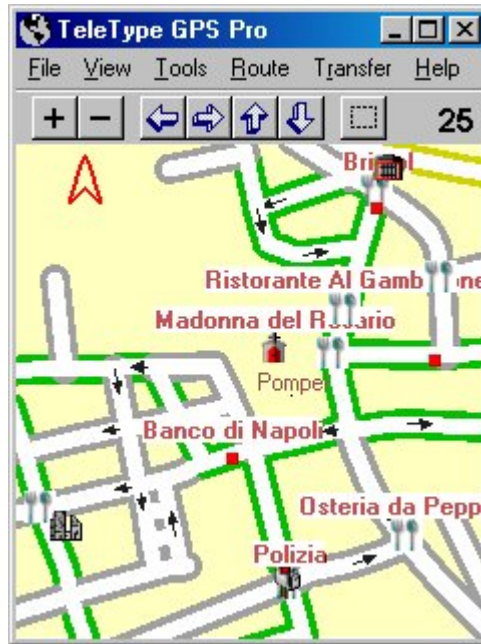 TeleType GPS Pro
File View Tools Route Transfer Help
25
Ristorante Al Gamb
Madonna del
Pompei
Banco di Napoli
Osteria da Pepp
Polizia